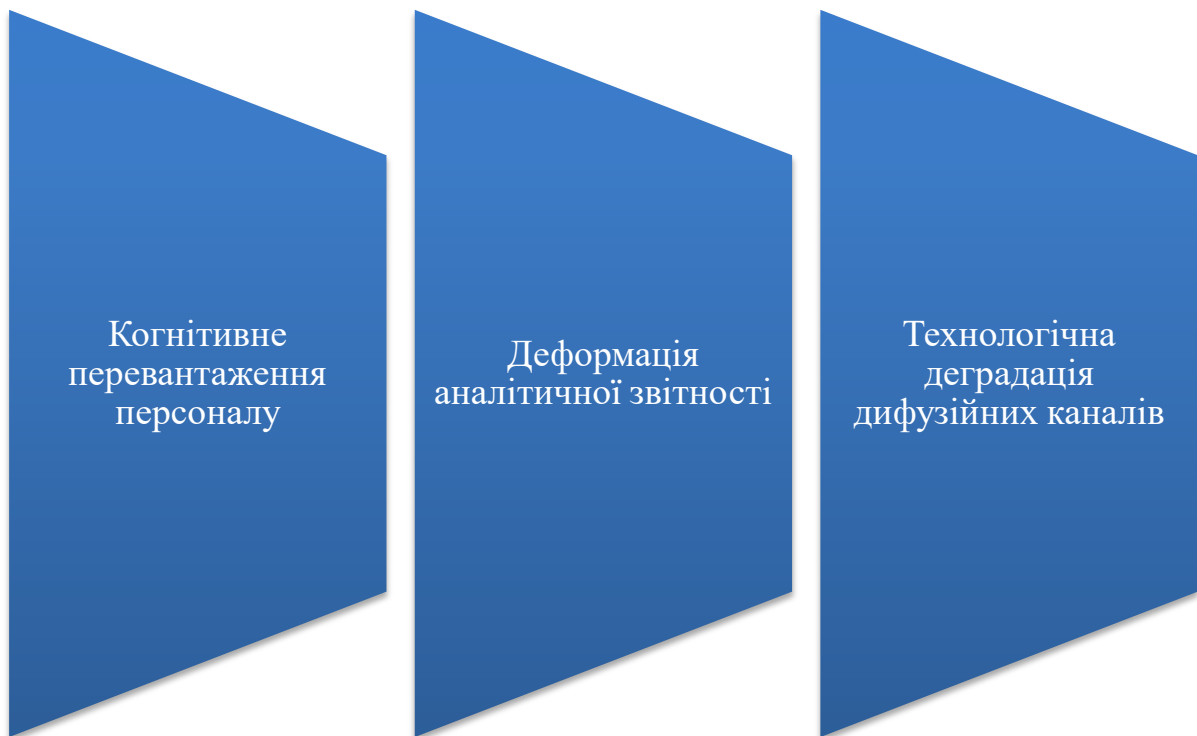 Когнітивне
перевантаження
персоналу
Деформація
аналітичної звітності
Технологічна
деградація
дифузійних каналів